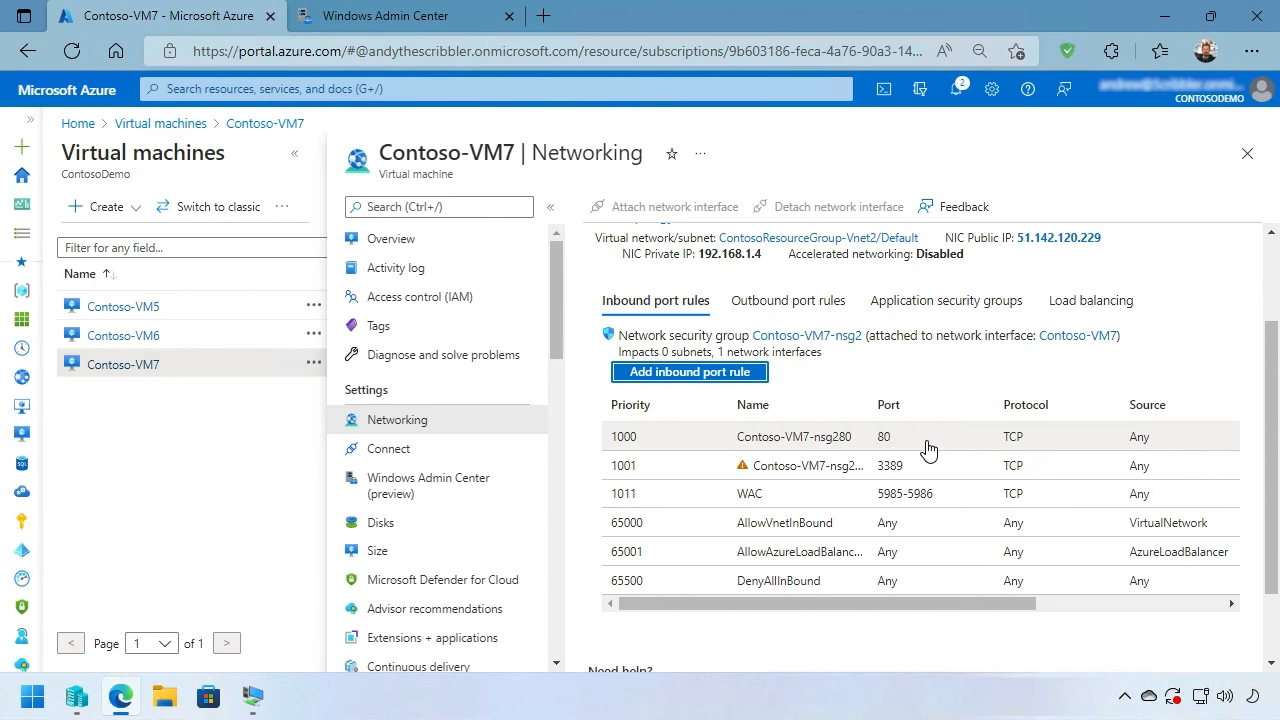 Contoso-VM7 - Microsoft Azure
Windows Admin Center
https://portal.azure.com/#@andythescribbler.onmicrosoft.com/resource/subscriptions/9b603186-feca-4a76-90a3-14...
Microsoft Azure
Search resources, services, and docs (G+/)
2
CONTOSODEMO
Home > Virtual machines > Contoso-VM7
Virtual machines
ContosoDemo
Create
Switch to classic
Filter for any field...
Name
Contoso-VM5
Contoso-VM6
Contoso-VM7
Page 1 of 1
Contoso-VM7 | Networking
Virtual machine
Search (Ctrl+/)
Overview
Activity log
Access control (IAM)
Tags
Diagnose and solve problems
Settings
Networking
Connect
Windows Admin Center
(preview)
Disks
Size
Microsoft Defender for Cloud
Advisor recommendations
Extensions + applications
Continuous delivery
Attach network interface
Detach network interface
Feedback
Virtual network/subnet: ContosoResourceGroup-Vnet2/Default NIC Public IP: 51.142.120.229
NIC Private IP: 192.168.1.4 Accelerated networking: Disabled
Inbound port rules Outbound port rules Application security groups Load balancing
Network security group Contoso-VM7-nsg2 (attached to network interface: Contoso-VM7)
Impacts 0 subnets, 1 network interfaces
Add inbound port rule
Priority Name Port Protocol Source
1000 Contoso-VM7-nsg280 80 TCP Any
1001 Contoso-VM7-nsg2... 3389 TCP Any
1011 WAC 5985-5986 TCP Any
65000 AllowVnetInBound Any Any VirtualNetwork
65001 AllowAzureLoadBalanc... Any Any AzureLoadBalancer
65500 DenyAllInBound Any Any Any
Need help?